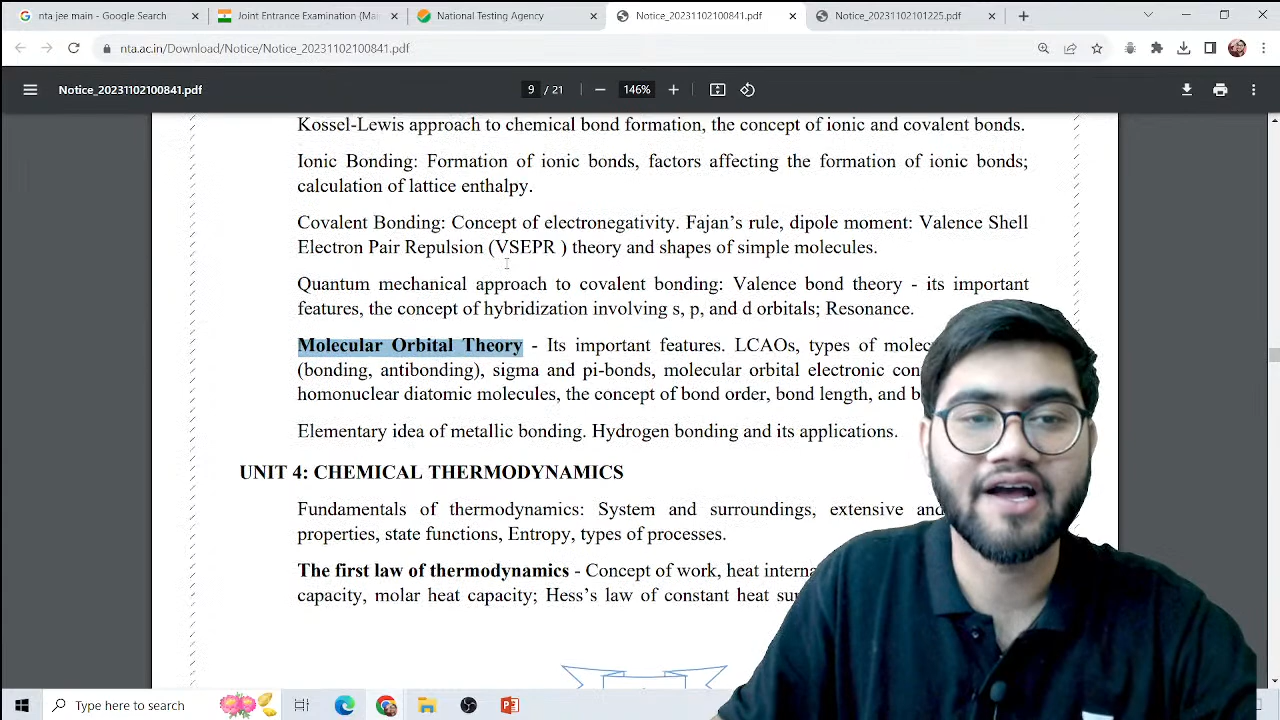 nta jee main - Google Search
Joint Entrance Examination (Mai
National Testing Agency
Notice_20231102100841.pdf
Notice_20231102101225.pdf
nta.ac.in/Download/Notice/Notice_20231102100841.pdf
Notice_20231102100841.pdf
9 / 21
146%
Kossel-Lewis approach to chemical bond formation, the concept of ionic and covalent bonds.
Ionic Bonding: Formation of ionic bonds, factors affecting the formation of ionic bonds;
calculation of lattice enthalpy.
Covalent Bonding: Concept of electronegativity. Fajan's rule, dipole moment: Valence Shell
Electron Pair Repulsion (VSEPR ) theory and shapes of simple molecules.
Quantum mechanical approach to covalent bonding: Valence bond theory - its important
features, the concept of hybridization involving s, p, and d orbitals; Resonance.
Molecular Orbital Theory - Its important features. LCAOs, types of molec
(bonding, antibonding), sigma and pi-bonds, molecular orbital electronic con
homonuclear diatomic molecules, the concept of bond order, bond length, and b
Elementary idea of metallic bonding. Hydrogen bonding and its applications.
UNIT 4: CHEMICAL THERMODYNAMICS
Fundamentals of thermodynamics: System and surroundings, extensive and
properties, state functions, Entropy, types of processes.
The first law of thermodynamics - Concept of work, heat interna
capacity, molar heat capacity; Hess's law of constant heat su
Type here to search